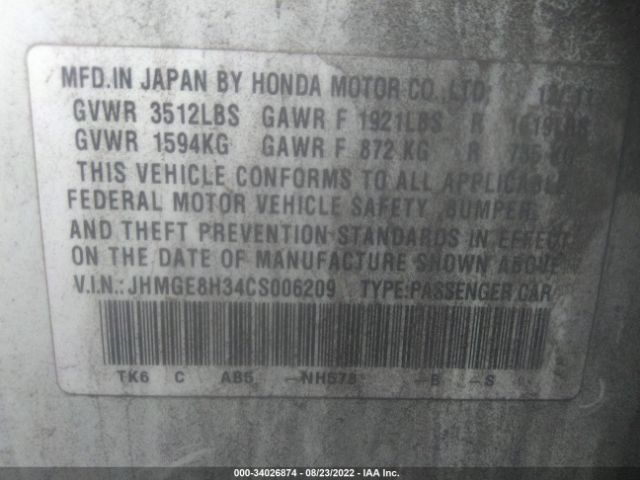 MFD.IN JAPAN BY HONDA MOTOR CO.,LTD.
GVWR 3512LBS GAWR F 1921LBS R 1619LBS
GVWR 1594KG GAWR F 872 KG R
THIS VEHICLE CONFORMS TO ALL APPLICABLE
FEDERAL MOTOR VEHICLE SAFETY, BUMPER,
AND THEFT PREVENTION STANDARDS IN EFFECT
ON THE DATE OF MANUFACTURE SHOWN ABOVE
V.I.N.:JHMGE8H34CS006209 TYPE:PASSENGER CAR
TK6 C AB5 -NH578 -B -S
000-34026874 - 08/23/2022 - IAA Inc.